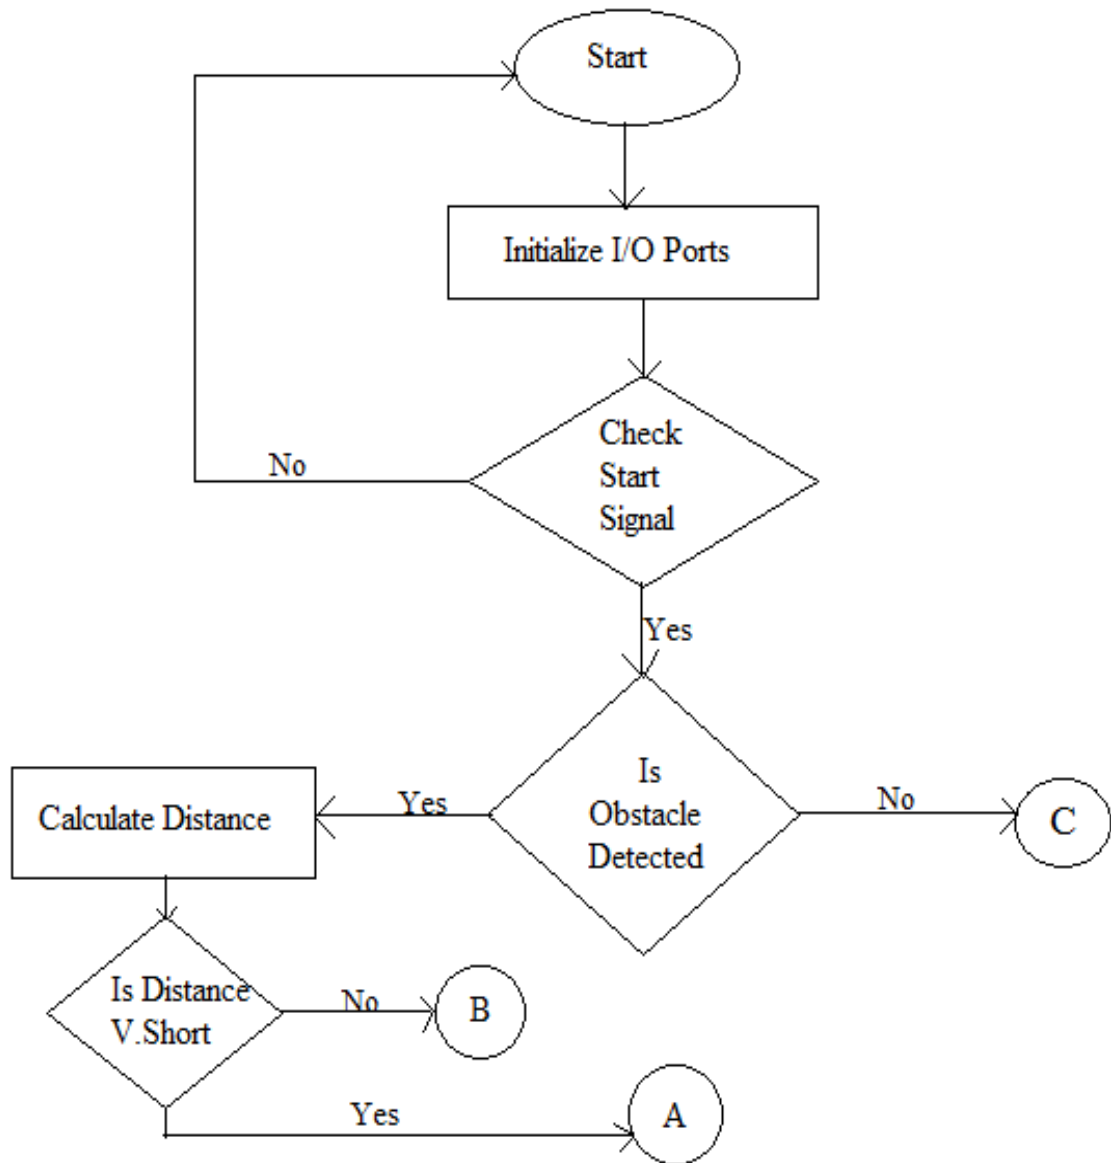 Start
Initialize I/O Ports
Check
Start
Signal
No
Yes
Is
Obstacle
Detected
Yes
No
Calculate Distance
C
Is Distance
V.Short
No
B
Yes
A